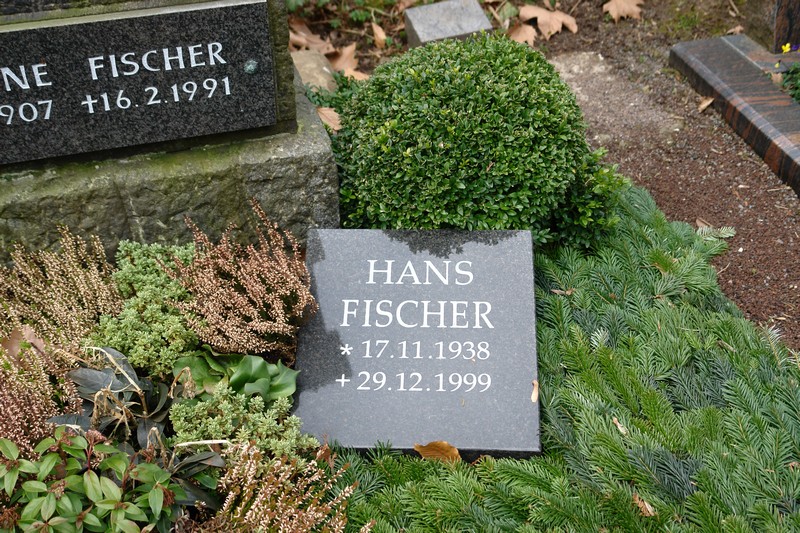 NE FISCHER
907 ✝16.2.1991
HANS
FISCHER
* 17.11.1938
+ 29.12.1999